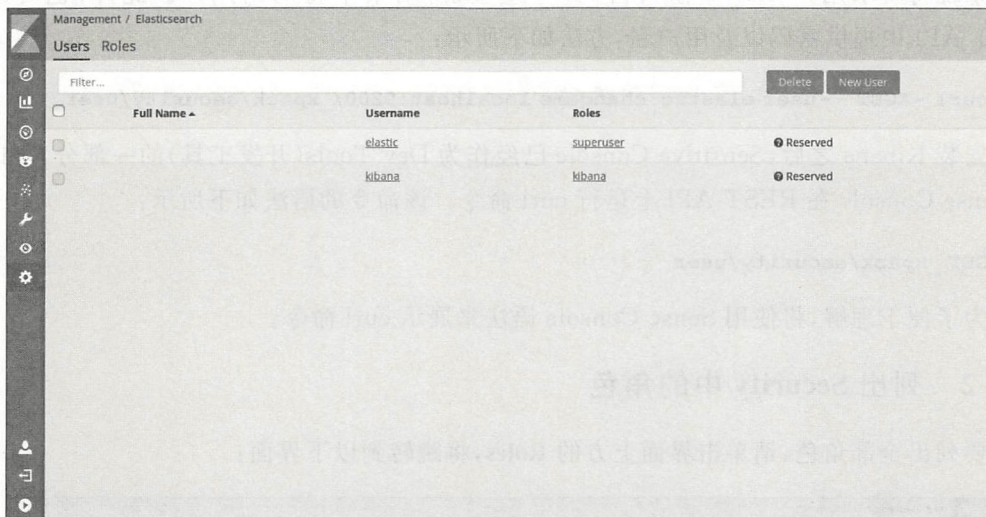 Management / Elasticsearch
Users Roles
Filter...
Delete New User
Full Name Username Roles
elastic superuser Reserved
kibana kibana Reserved